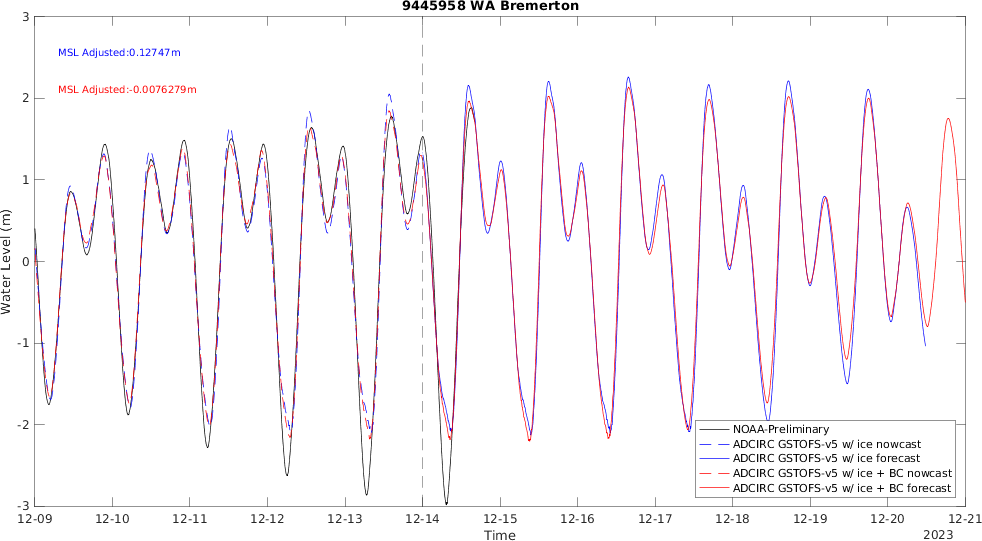 9445958 WA Bremerton
3
MSL Adjusted:0.12747m
2
MSL Adjusted:-0.0076279m
1
0
-1
-2
-3
Water Level (m)
NOAA-Preliminary
ADCIRC GSTOFS-v5 w/ ice nowcast
ADCIRC GSTOFS-v5 w/ ice forecast
ADCIRC GSTOFS-v5 w/ ice + BC nowcast
ADCIRC GSTOFS-v5 w/ ice + BC forecast
12-09 12-10 12-11 12-12 12-13 12-14 12-15 12-16 12-17 12-18 12-19 12-20 12-21
Time
2023